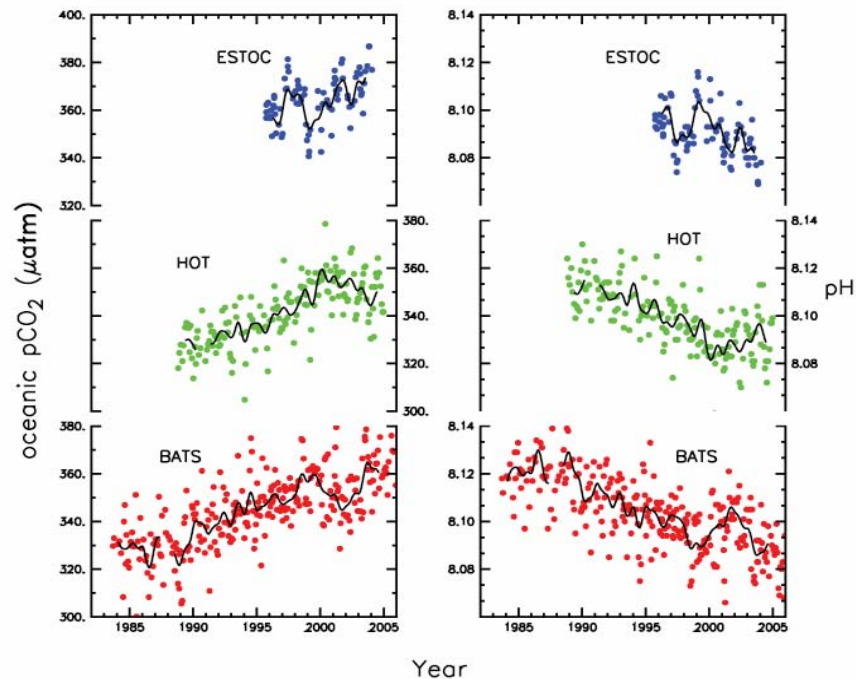 400.
380.
360.
340.
320.
ESTOC
8.14
8.12
8.10
8.08
ESTOC
380.
360.
340.
320.
300.
HOT
8.14
8.12
8.10
8.08
HOT
380.
360.
340.
320.
300.
BATS
8.12
8.10
8.08
BATS
1985 1990 1995 2000 2005
1985 1990 1995 2000 2005
oceanic pCO2 (µatm)
pH
Year